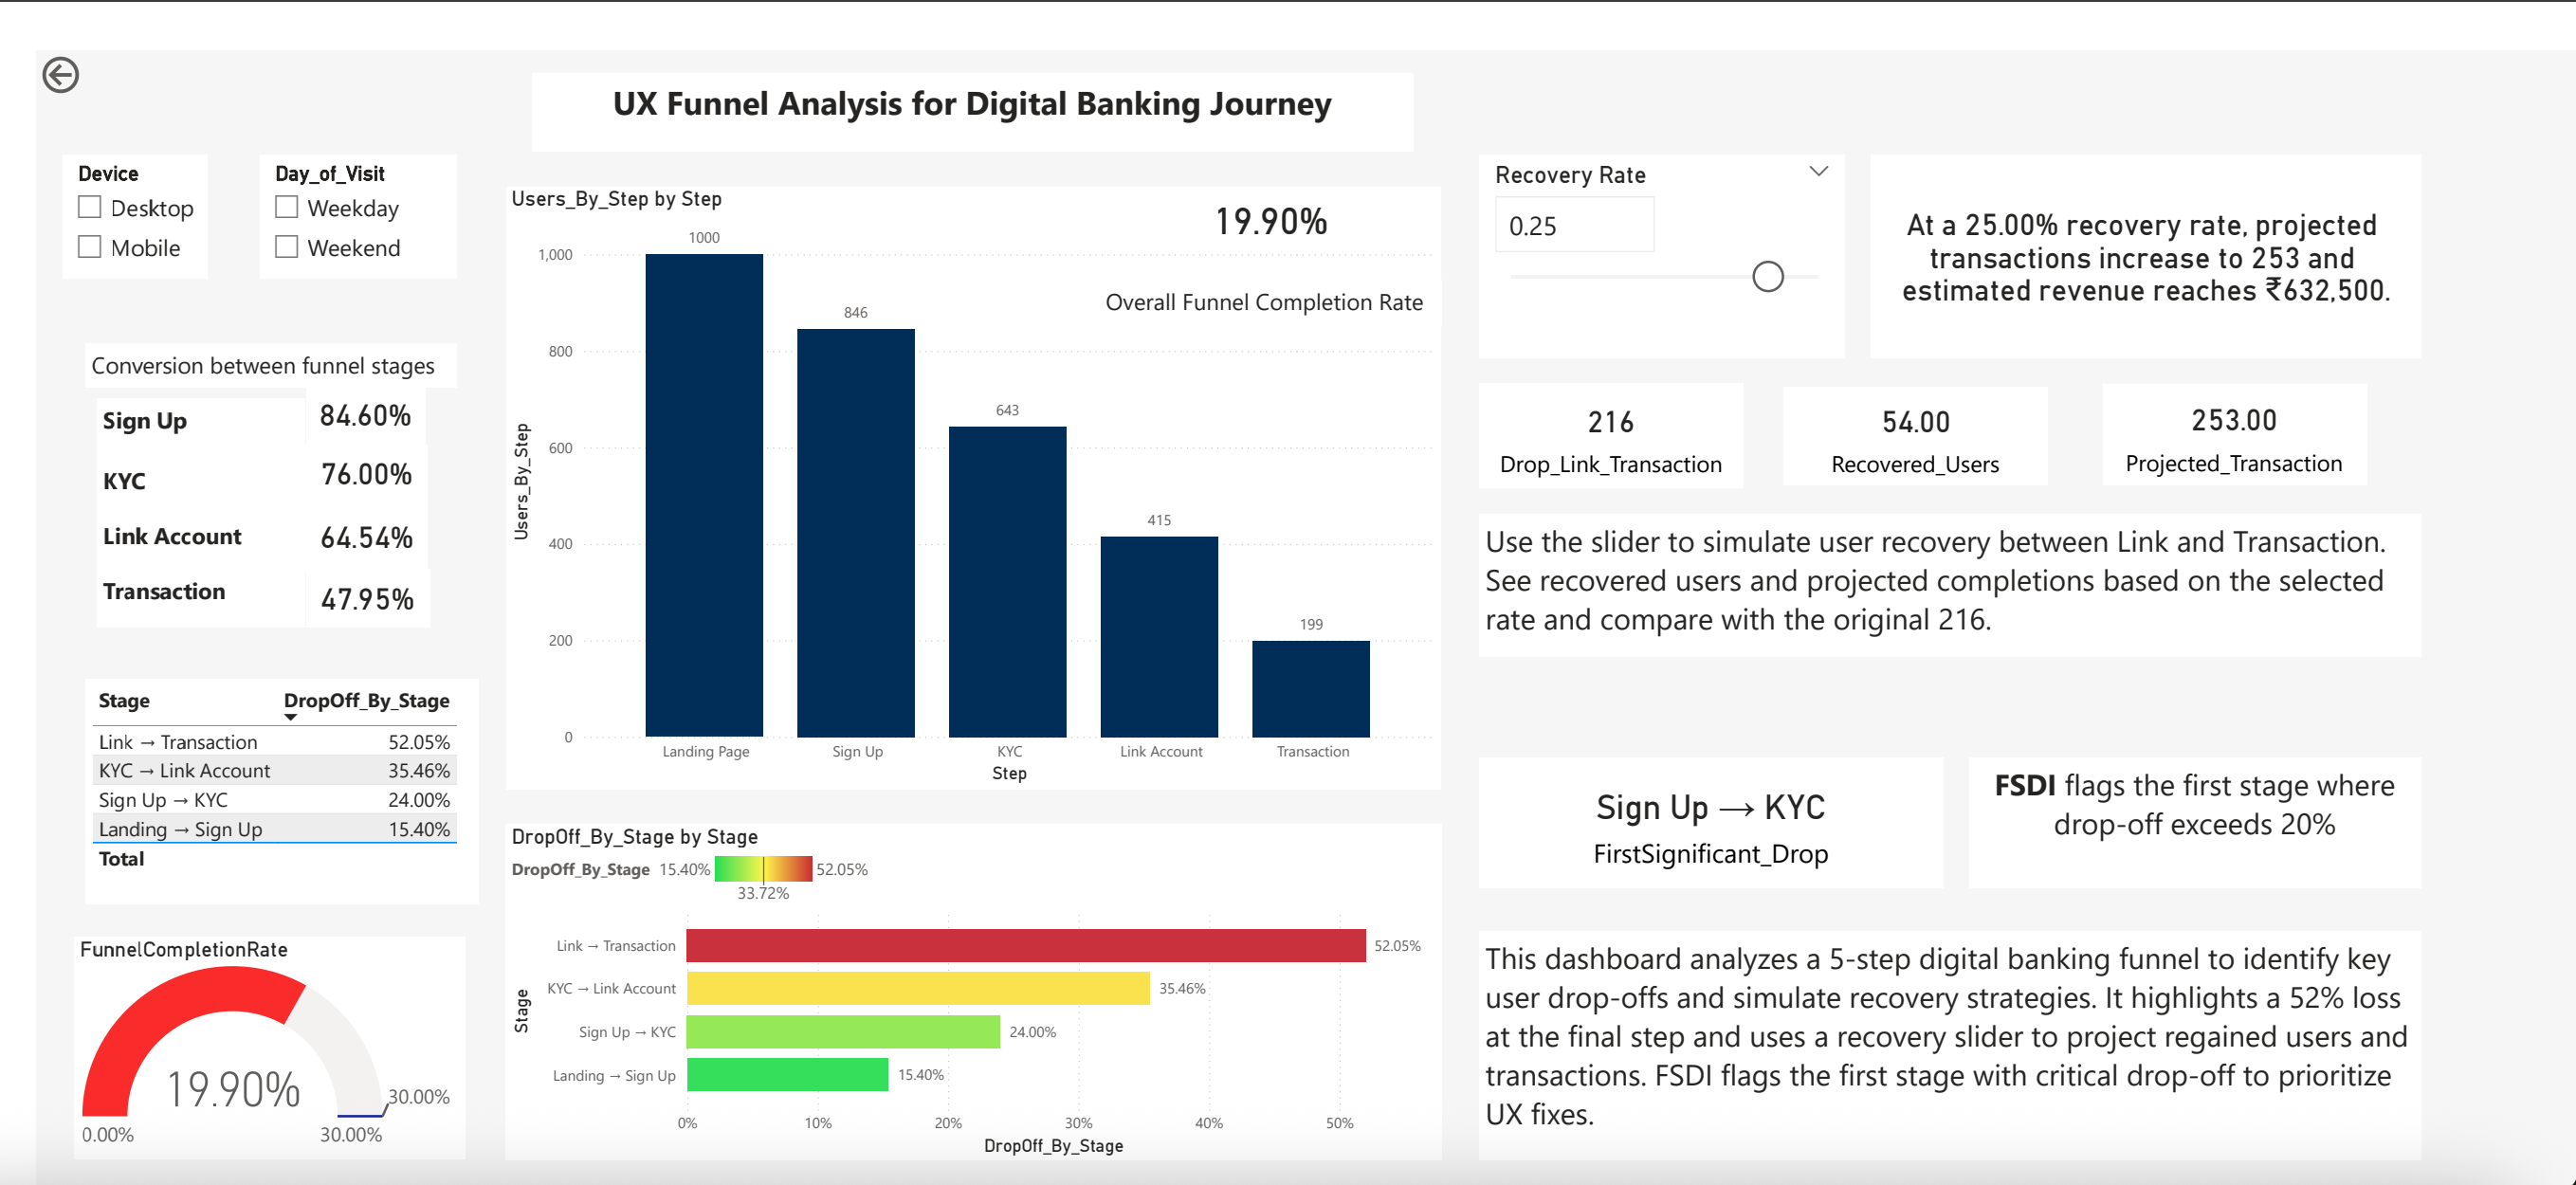 UX Funnel Analysis for Digital Banking Journey
Device
Desktop
Mobile
Day_of_Visit
Weekday
Weekend
Conversion between funnel stages
Sign Up 84.60%
KYC 76.00%
Link Account 64.54%
Transaction 47.95%
Stage DropOff_By_Stage
Link → Transaction 52.05%
KYC → Link Account 35.46%
Sign Up → KYC 24.00%
Landing → Sign Up 15.40%
Total
FunnelCompletionRate
19.90%
30.00%
0.00% 30.00%
Users_By_Step by Step
19.90%
Overall Funnel Completion Rate
Users_By_Step
1,000
800
600
400
200
0
1000
846
643
415
199
Landing Page Sign Up KYC Link Account Transaction
Step
DropOff_By_Stage by Stage
DropOff_By_Stage 15.40% 52.05%
33.72%
Stage
Link → Transaction 52.05%
KYC → Link Account 35.46%
Sign Up → KYC 24.00%
Landing → Sign Up 15.40%
0% 10% 20% 30% 40% 50%
DropOff_By_Stage
Recovery Rate
0.25
At a 25.00% recovery rate, projected
transactions increase to 253 and
estimated revenue reaches ₹632,500.
216
Drop_Link_Transaction
54.00
Recovered_Users
253.00
Projected_Transaction
Use the slider to simulate user recovery between Link and Transaction.
See recovered users and projected completions based on the selected
rate and compare with the original 216.
Sign Up → KYC
FirstSignificant_Drop
FSDI flags the first stage where
drop-off exceeds 20%
This dashboard analyzes a 5-step digital banking funnel to identify key
user drop-offs and simulate recovery strategies. It highlights a 52% loss
at the final step and uses a recovery slider to project regained users and
transactions. FSDI flags the first stage with critical drop-off to prioritize
UX fixes.